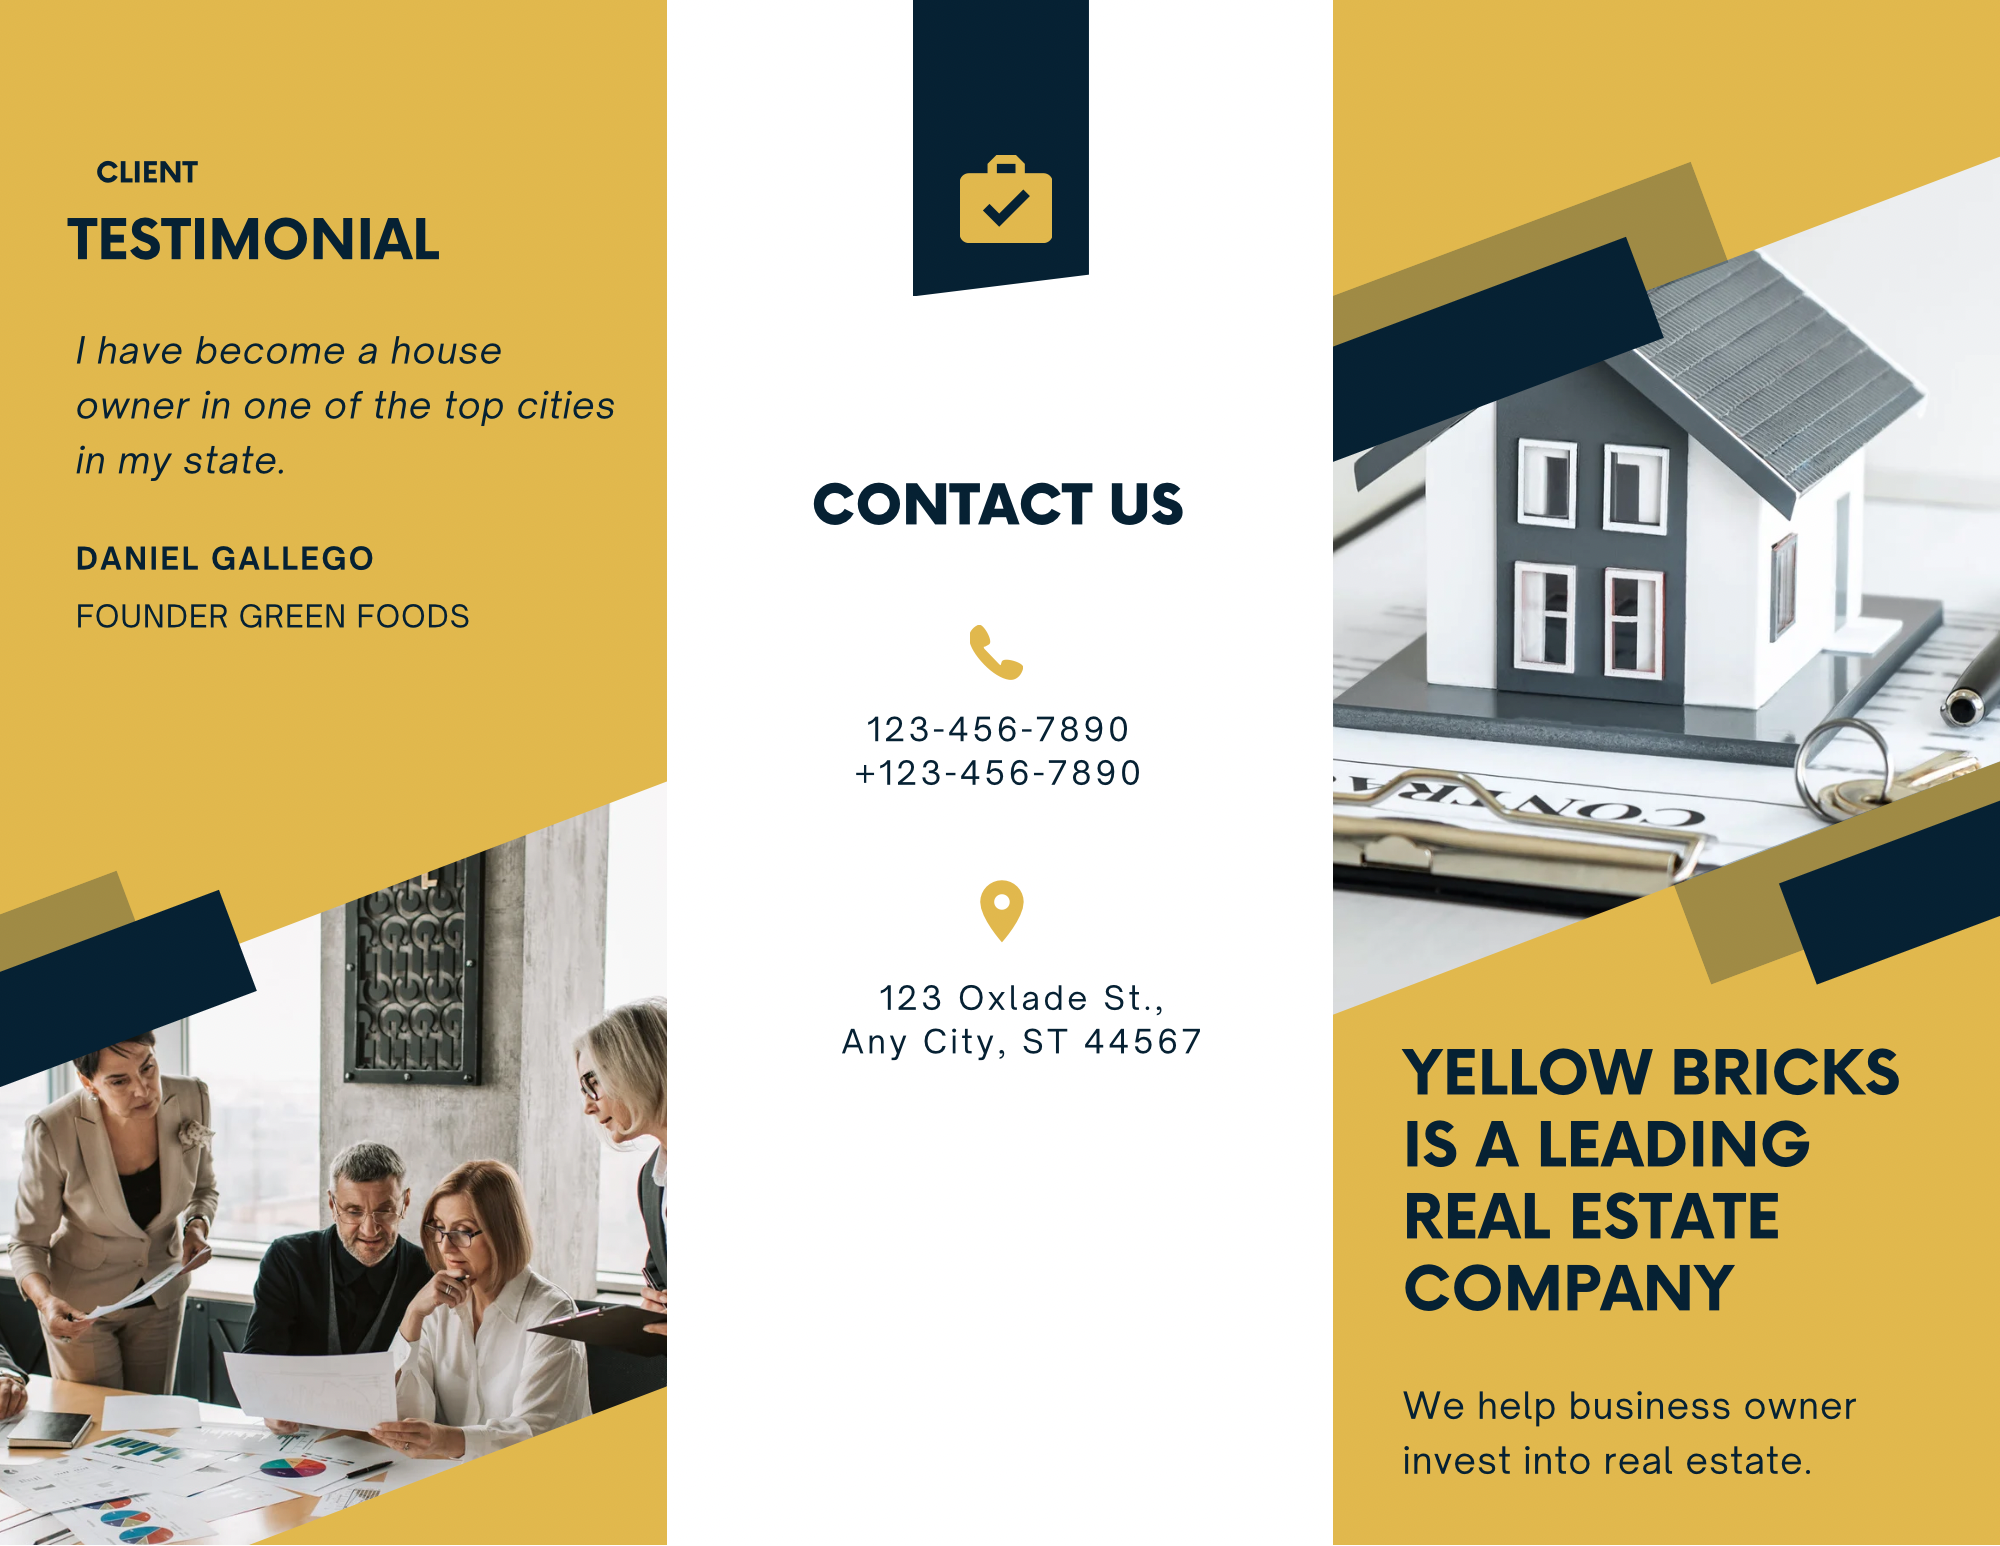 CLIENT
TESTIMONIAL
I have become a house
owner in one of the top cities
in my state.
DANIEL GALLEGO
FOUNDER GREEN FOODS
CONTACT US
123-456-7890
+123-456-7890
123 Oxlade St.,
Any City, ST 44567
CONTRA
YELLOW BRICKS
IS A LEADING
REAL ESTATE
COMPANY
We help business owner
invest into real estate.